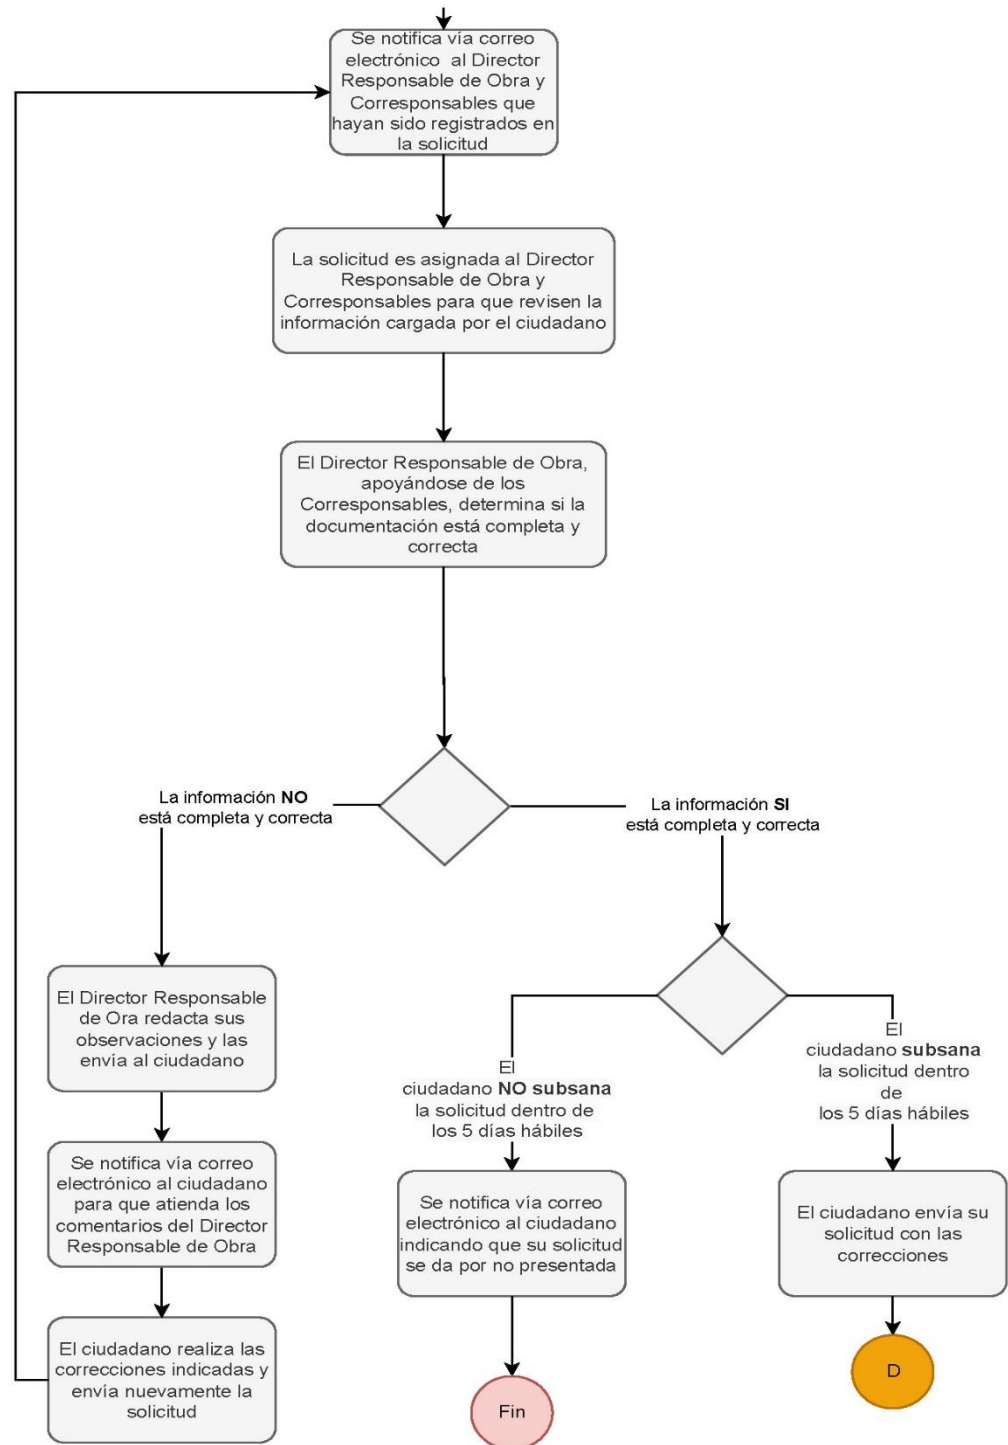 Se notifica vía correo
electrónico al Director
Responsable de Obra y
Corresponsables que
hayan sido registrados en
la solicitud
La solicitud es asignada al Director
Responsable de Obra y
Corresponsables para que revisen la
información cargada por el ciudadano
El Director Responsable de Obra,
apoyándose de los
Corresponsables, determina si la
documentación está completa y
correcta
La información NO
está completa y correcta
La información SI
está completa y correcta
El Director Responsable
de Ora redacta sus
observaciones y las
envía al ciudadano
Se notifica vía correo
electrónico al ciudadano
para que atienda los
comentarios del Director
Responsable de Obra
El ciudadano realiza las
correcciones indicadas y
envía nuevamente la
solicitud
El
ciudadano NO subsana
la solicitud dentro de
los 5 días hábiles
Se notifica vía correo
electrónico al ciudadano
indicando que su solicitud
se da por no presentada
Fin
El
ciudadano subsana
la solicitud dentro
de
los 5 días hábiles
El ciudadano envía su
solicitud con las
correcciones
D